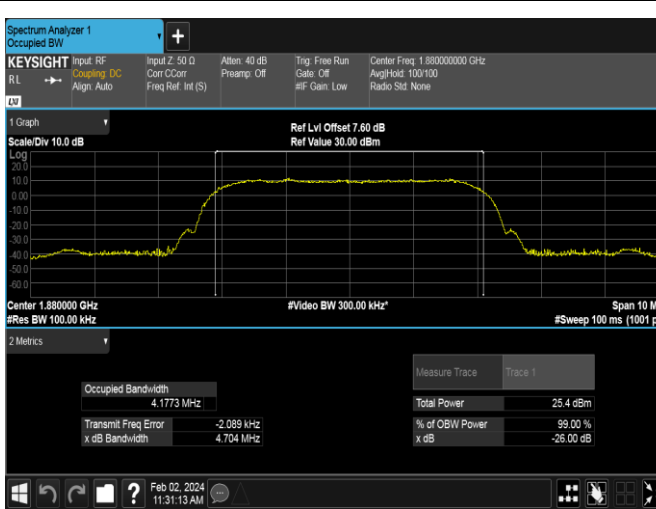 Spectrum Analyzer 1
Occupied BW
KEYSIGHT
RL
LXI
Input: RF
Coupling: DC
Align: Auto
Input Z: 50 Ω
Corr CCorr
Freq Ref: Int (S)
Atten: 40 dB
Preamp: Off
Trig: Free Run
Gate: Off
#IF Gain: Low
Center Freq: 1.880000000 GHz
Avg|Hold: 100/100
Radio Std: None
1 Graph
Scale/Div 10.0 dB
Ref Lvl Offset 7.60 dB
Ref Value 30.00 dBm
Log
20.0
10.0
0.00
-10.0
-20.0
-30.0
-40.0
-50.0
-60.0
Center 1.880000 GHz
#Res BW 100.00 kHz
#Video BW 300.00 kHz*
Span 10 M
#Sweep 100 ms (1001 p
2 Metrics
Measure Trace Trace 1
Occupied Bandwidth
4.1773 MHz
Total Power 25.4 dBm
Transmit Freq Error -2.089 kHz
% of OBW Power 99.00 %
x dB Bandwidth 4.704 MHz
x dB -26.00 dB
?
Feb 02, 2024
11:31:13 AM